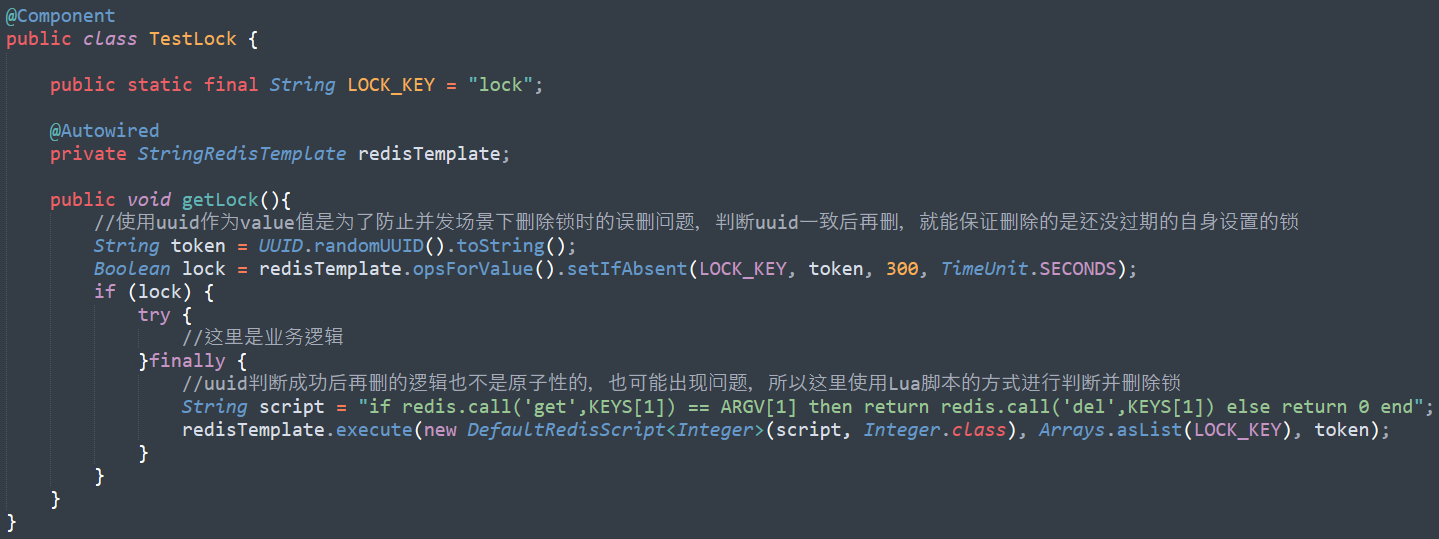 @Component
public class TestLock {
public static final String LOCK_KEY = "lock";
@Autowired
private StringRedisTemplate redisTemplate;
public void getLock(){
//使用uuid作为value值是为了防止并发场景下删除锁时的误删问题，判断uuid一致后再删，就能保证删除的是还没过期的自身设置的锁
String token = UUID.randomUUID().toString();
Boolean lock = redisTemplate.opsForValue().setIfAbsent(LOCK_KEY, token, 300, TimeUnit.SECONDS);
if (lock) {
try {
//这里是业务逻辑
}finally {
//uuid判断成功后再删的逻辑也不是原子性的，也可能出现问题，所以这里使用Lua脚本的方式进行判断并删除锁
String script = "if redis.call('get',KEYS[1]) == ARGV[1] then return redis.call('del',KEYS[1]) else return 0 end";
redisTemplate.execute(new DefaultRedisScript<Integer>(script, Integer.class), Arrays.asList(LOCK_KEY), token);
}
}
}
}